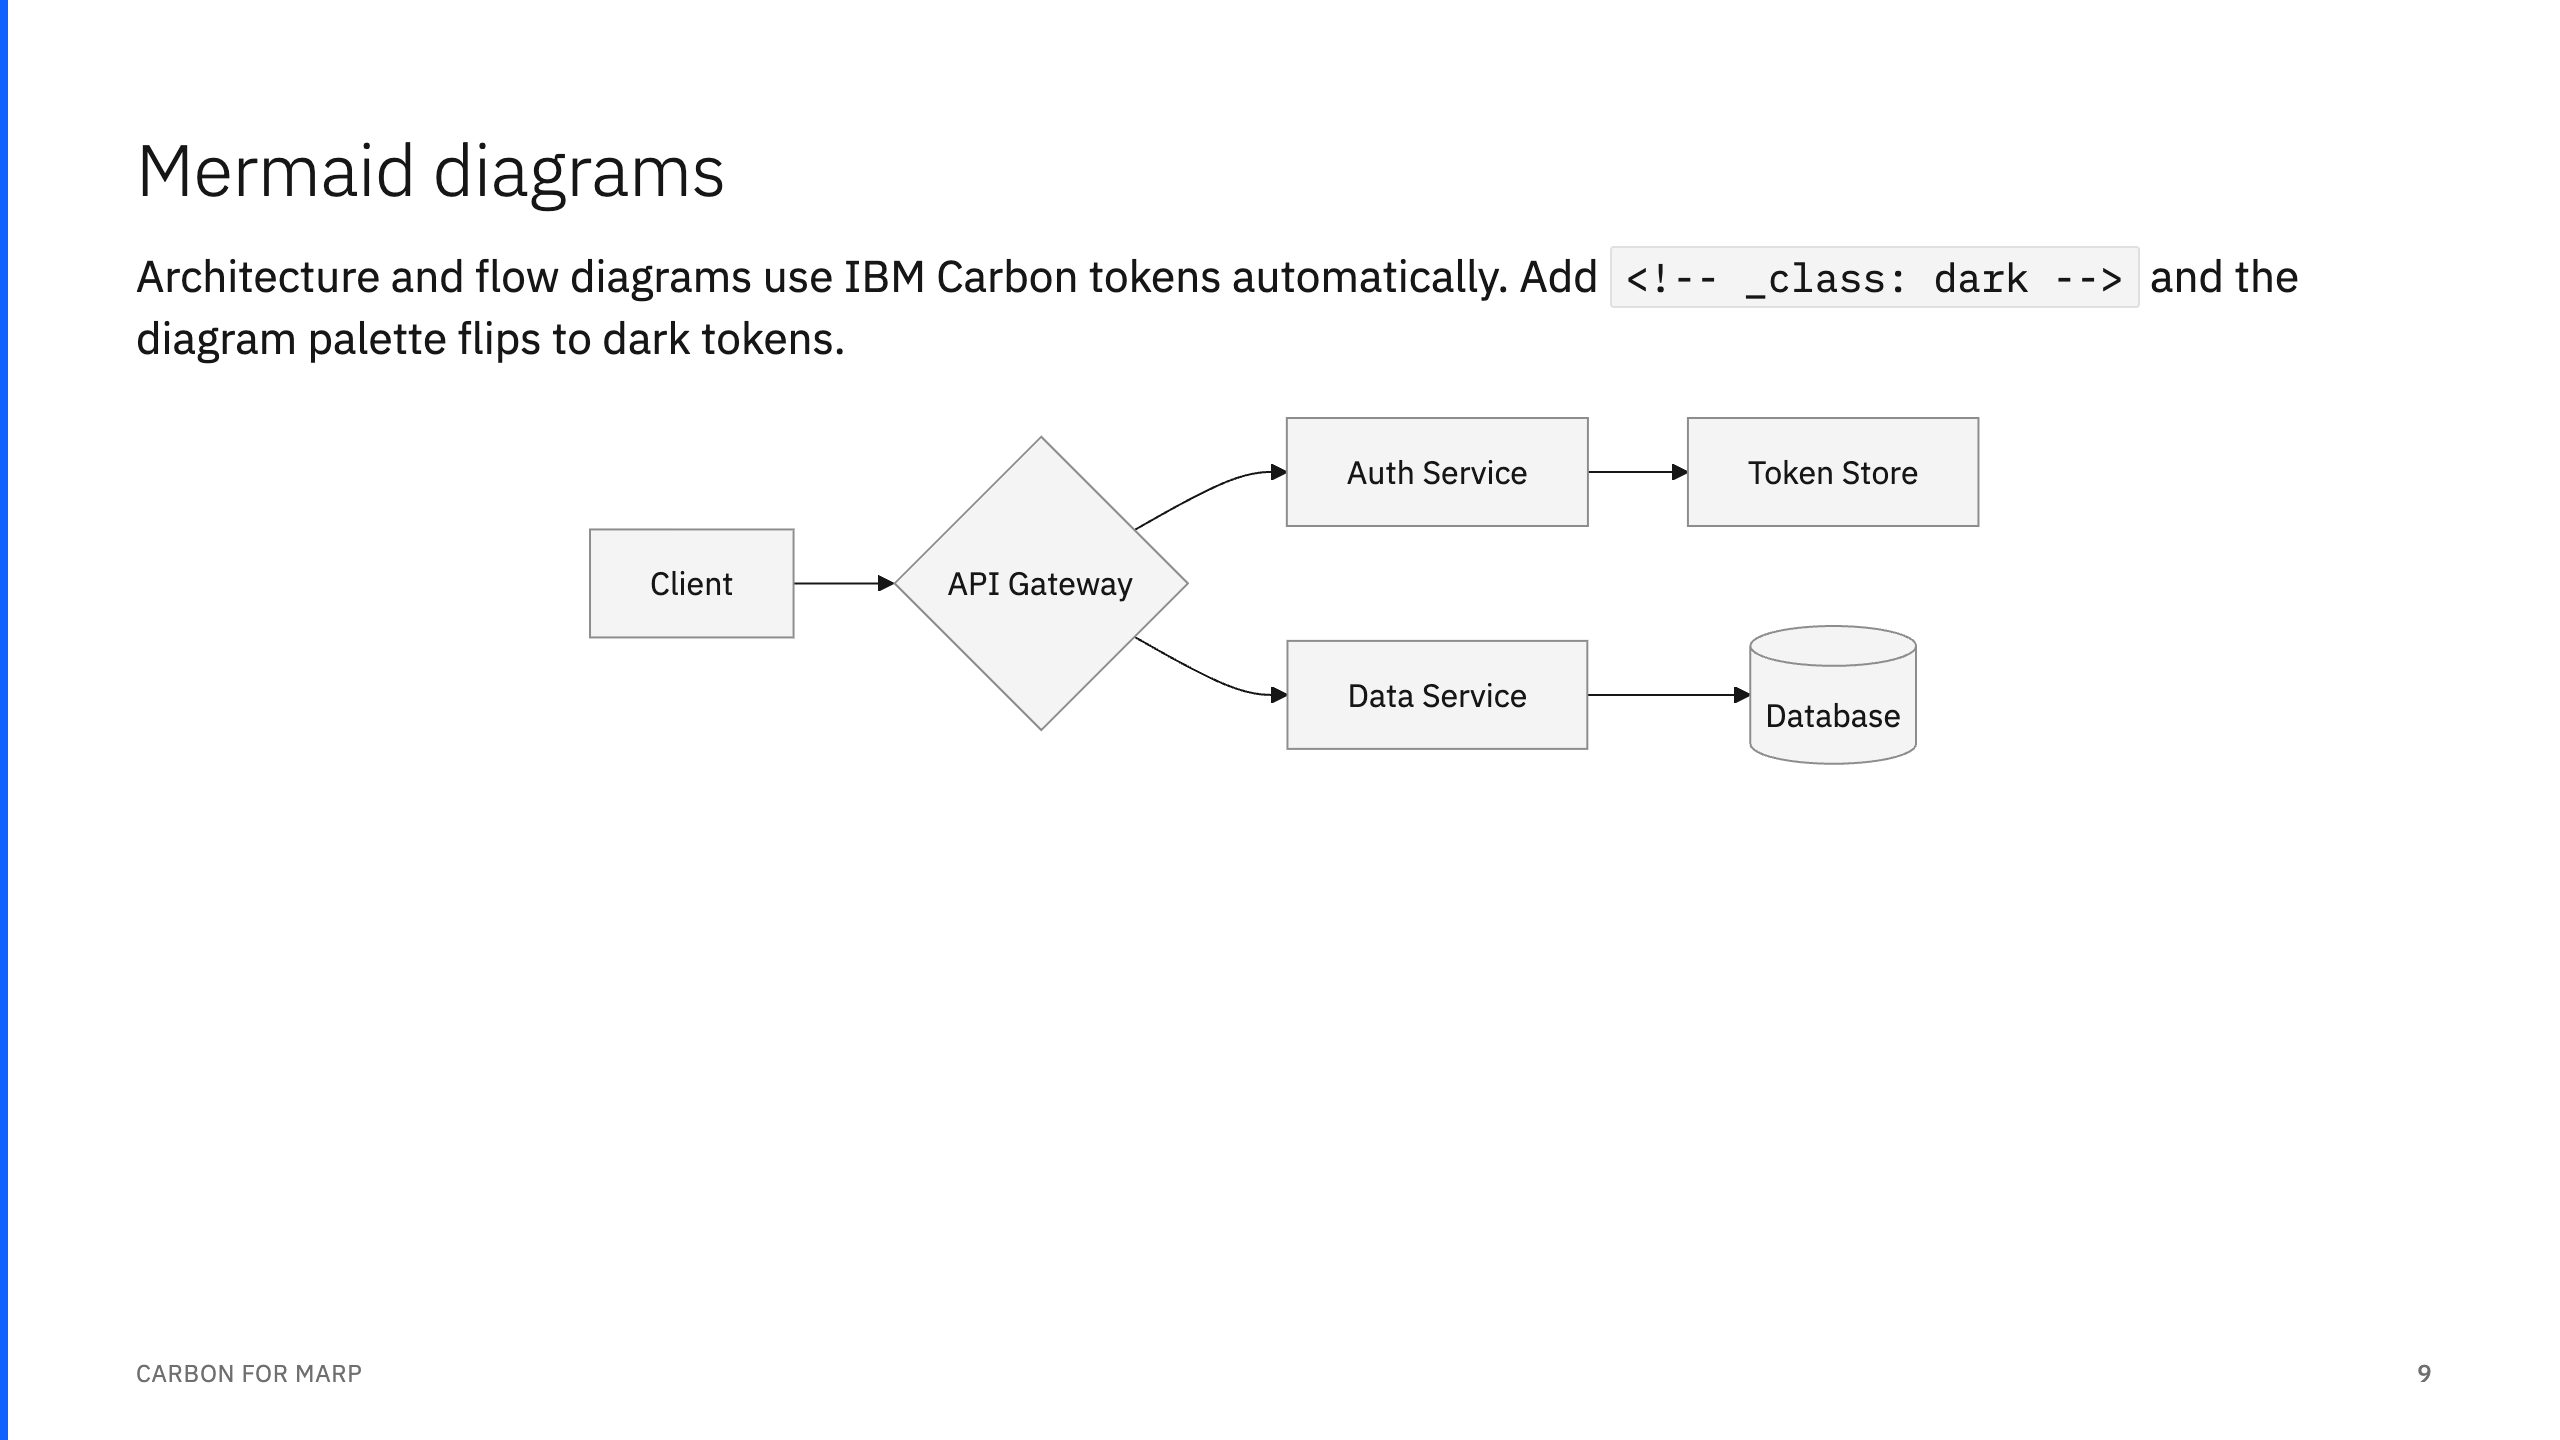 Mermaid diagrams
Architecture and flow diagrams use IBM Carbon tokens automatically. Add <!-- _class: dark --> and the
diagram palette flips to dark tokens.
Client
API Gateway
Auth Service
Token Store
Data Service
Database
CARBON FOR MARP
9